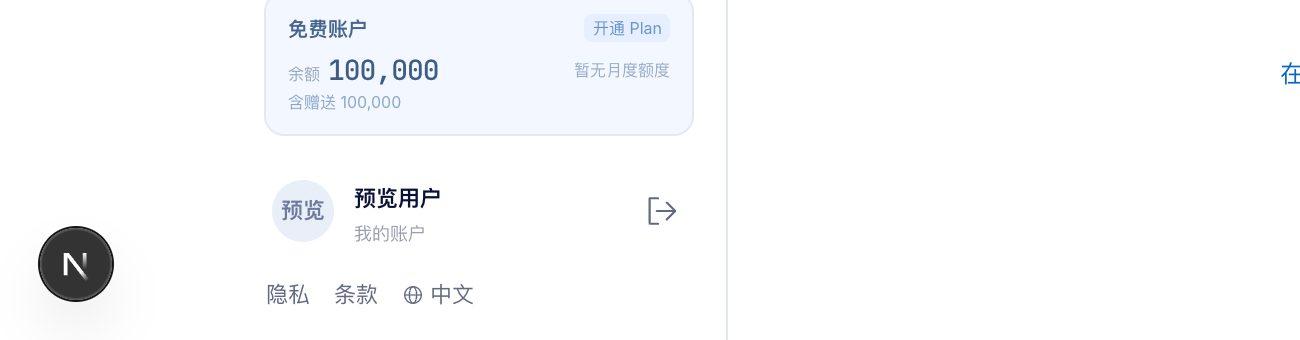 免费账户
开通 Plan
余额 100,000
暂无月度额度
含赠送 100,000
在
预览
预览用户
我的账户
N
隐私 条款 中文